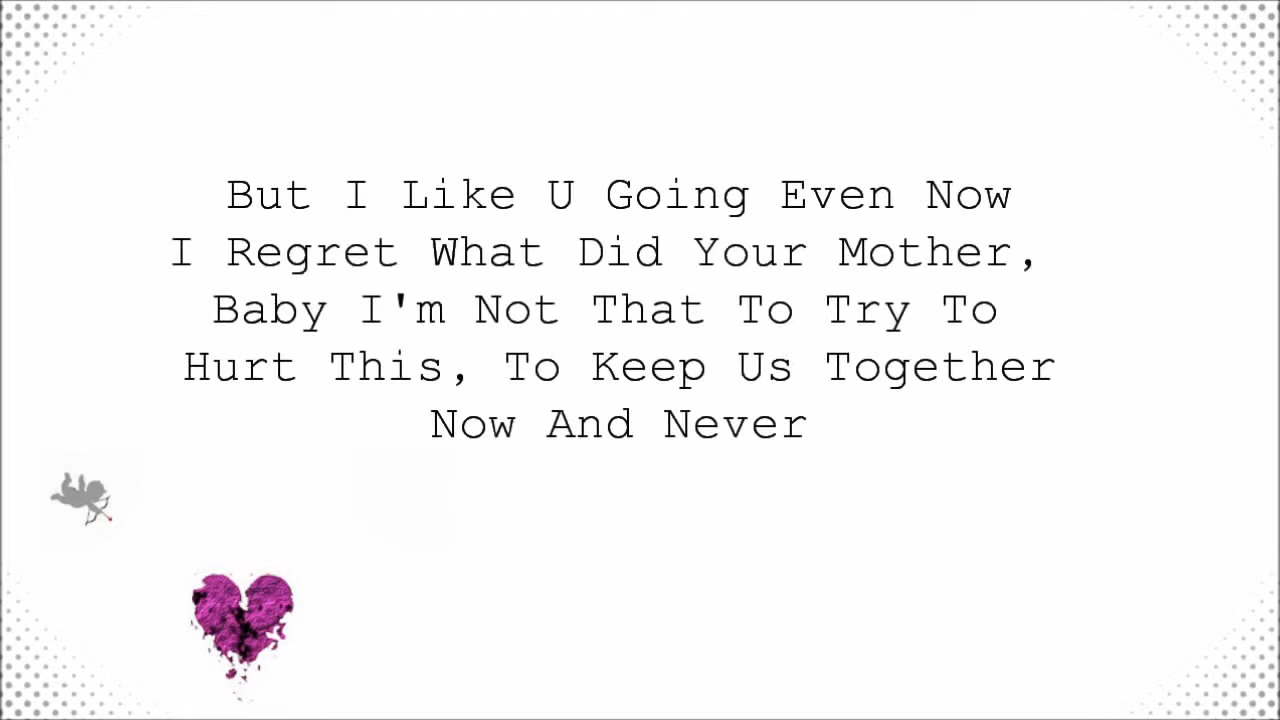 But I Like U Going Even Now
I Regret What Did Your Mother,
Baby I'm Not That To Try To
Hurt This, To Keep Us Together
Now And Never